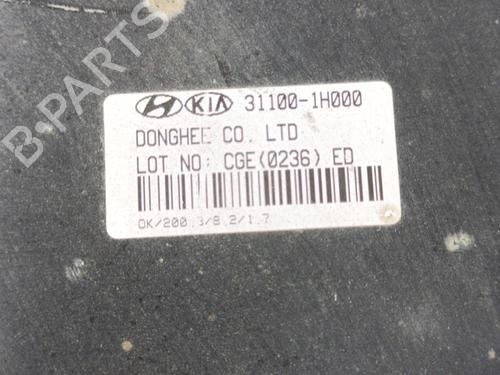 B-PARTS
KIA 31100-1H000
DONGHEE CO. LTD
LOT NO: CGE(0236) ED
OK/200.3/8.2/1.7